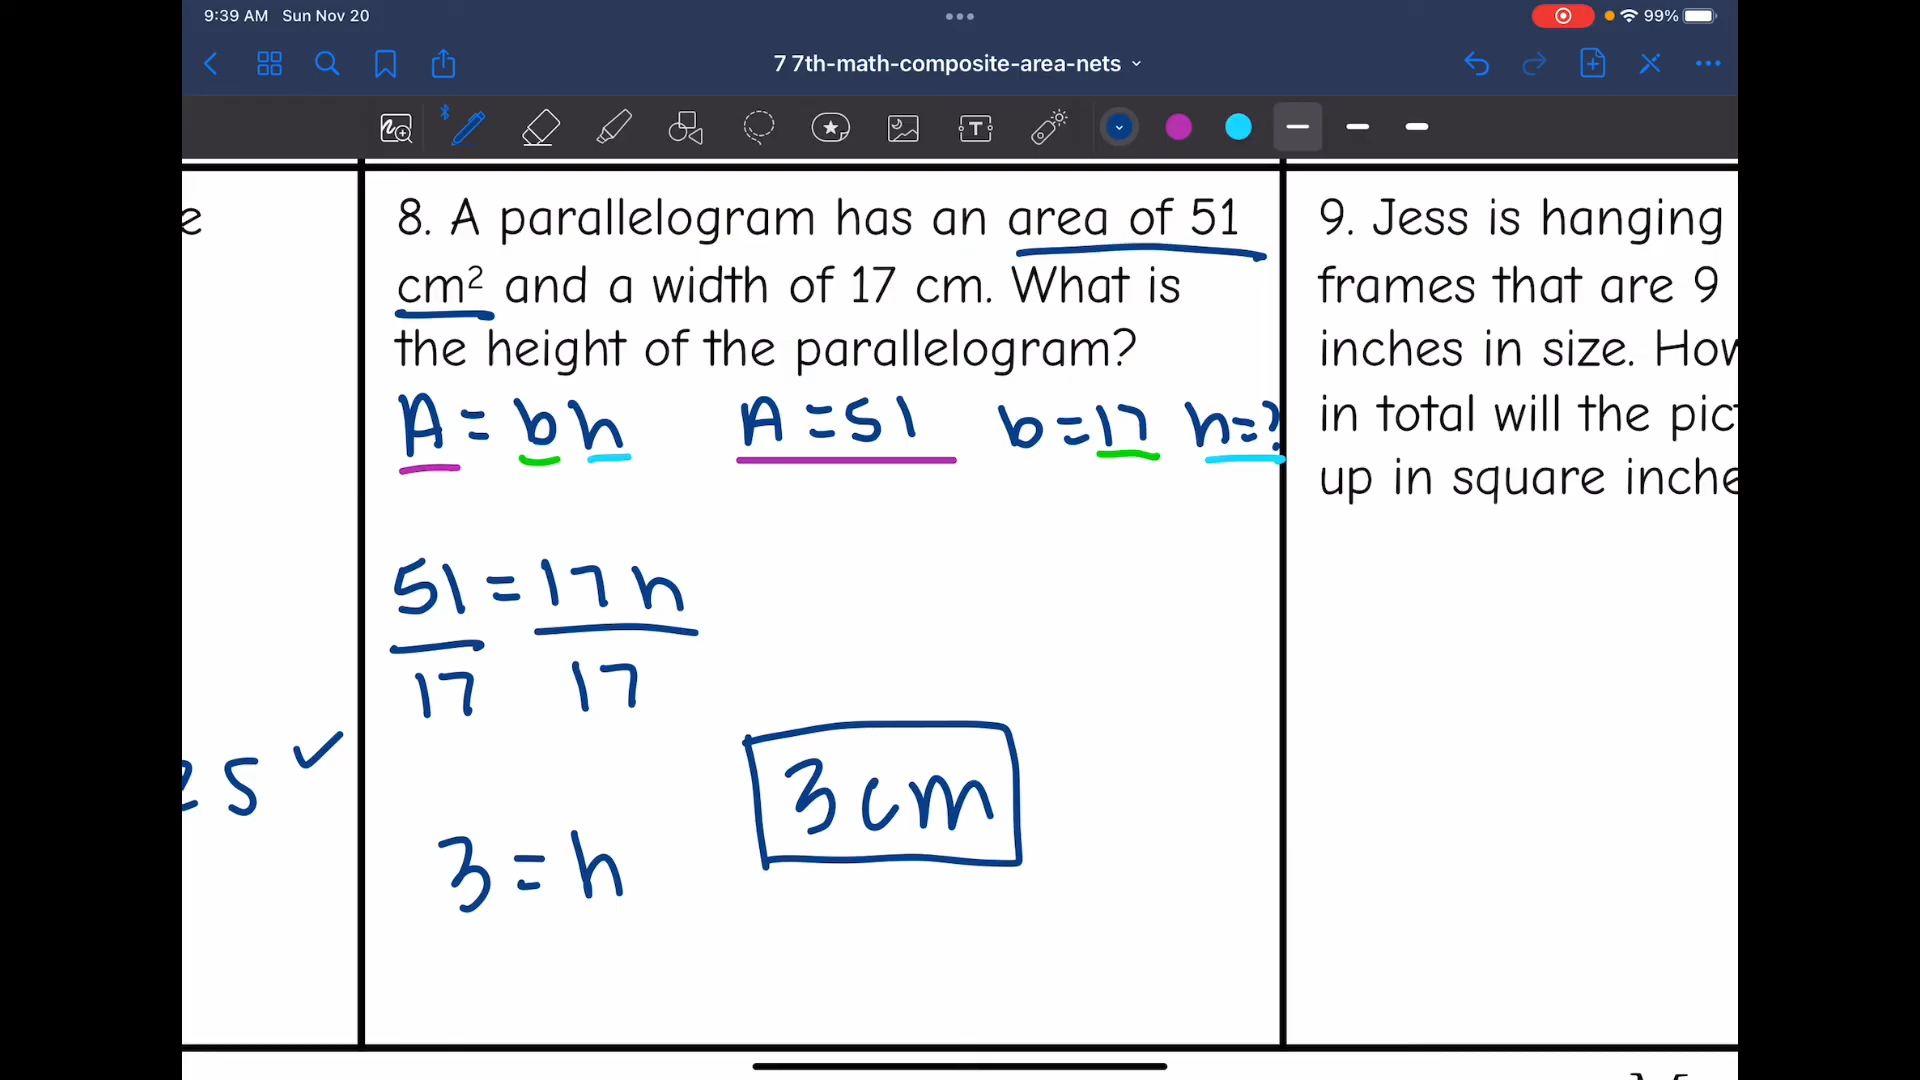 9:39 AM Sun Nov 20
99%
7 7th-math-composite-area-nets
e
8. A parallelogram has an area of 51
cm² and a width of 17 cm. What is
the height of the parallelogram?
A = bh A = 51 b = 17 h = ?
51 = 17h
17 17
3 = h
3 cm
es ✓
9. Jess is hanging
frames that are 9
inches in size. How
in total will the pic
up in square inche